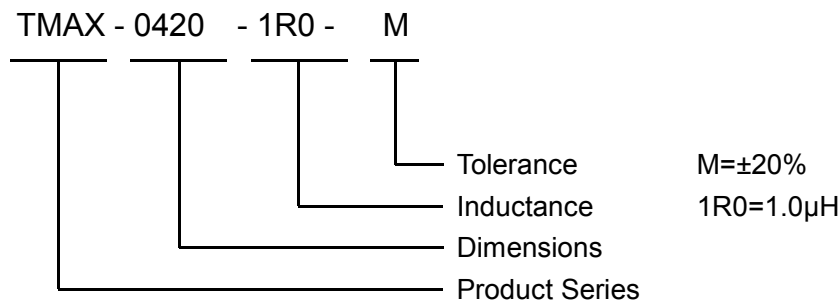 TMAX - 0420 - 1R0 - M
Tolerance M=±20%
Inductance 1R0=1.0μH
Dimensions
Product Series